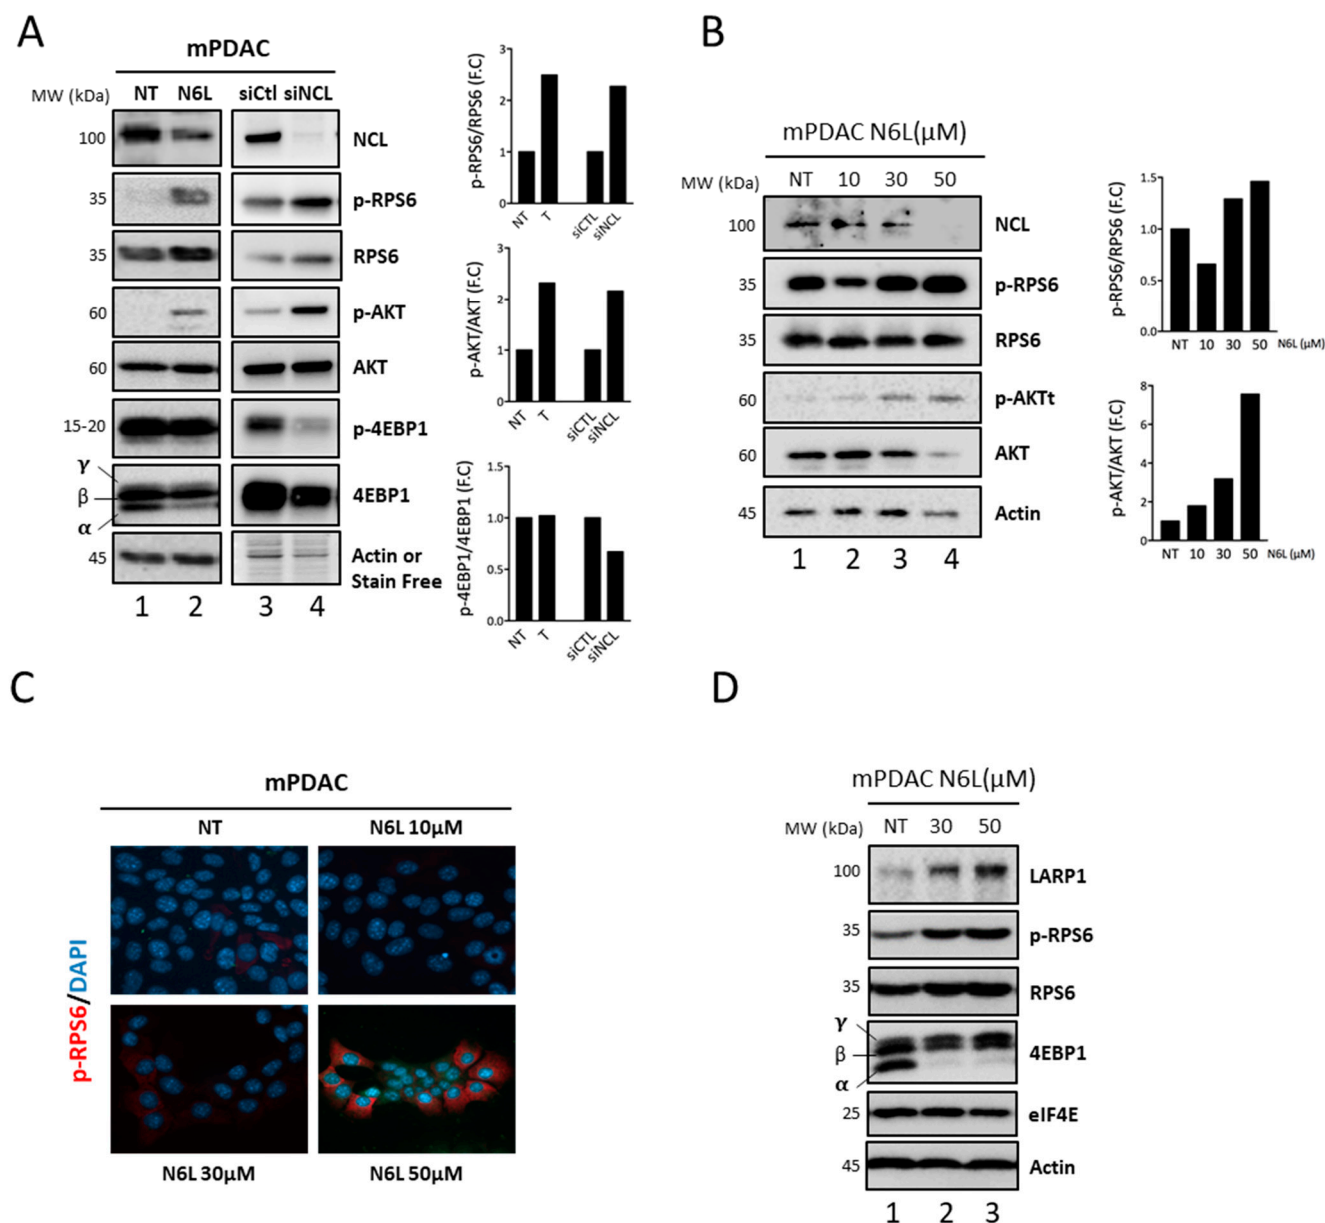 A
mPDAC
MW (kDa) NT N6L siCtl siNCL
100 NCL
35 p-RPS6
35 RPS6
60 p-AKT
60 AKT
15-20 p-4EBP1
γ
β 4EBP1
α
45 Actin or
Stain Free
1 2 3 4
p-RPS6/RPS6 (F.C)
3
2
1
0
NT T siCTL siNCL
p-AKT/AKT (F.C)
3
2
1
0
NT T siCTL siNCL
p-4EBP1/4EBP1 (F.C)
1.5
1.0
0.5
0.0
NT T siCTL siNCL
B
mPDAC N6L(μM)
MW (kDa) NT 10 30 50
100 NCL
35 p-RPS6
35 RPS6
60 p-AKTt
60 AKT
45 Actin
1 2 3 4
p-RPS6/RPS6 (F.C)
1.5
1.0
0.5
0.0
NT 10 30 50 N6L (μM)
p-AKT/AKT (F.C)
8
6
4
2
0
NT 10 30 50 N6L (μM)
C
mPDAC
NT N6L 10μM
p-RPS6/DAPI
N6L 30μM N6L 50μM
D
mPDAC N6L(μM)
MW (kDa) NT 30 50
100 LARP1
35 p-RPS6
35 RPS6
γ
β 4EBP1
α
25 eIF4E
45 Actin
1 2 3